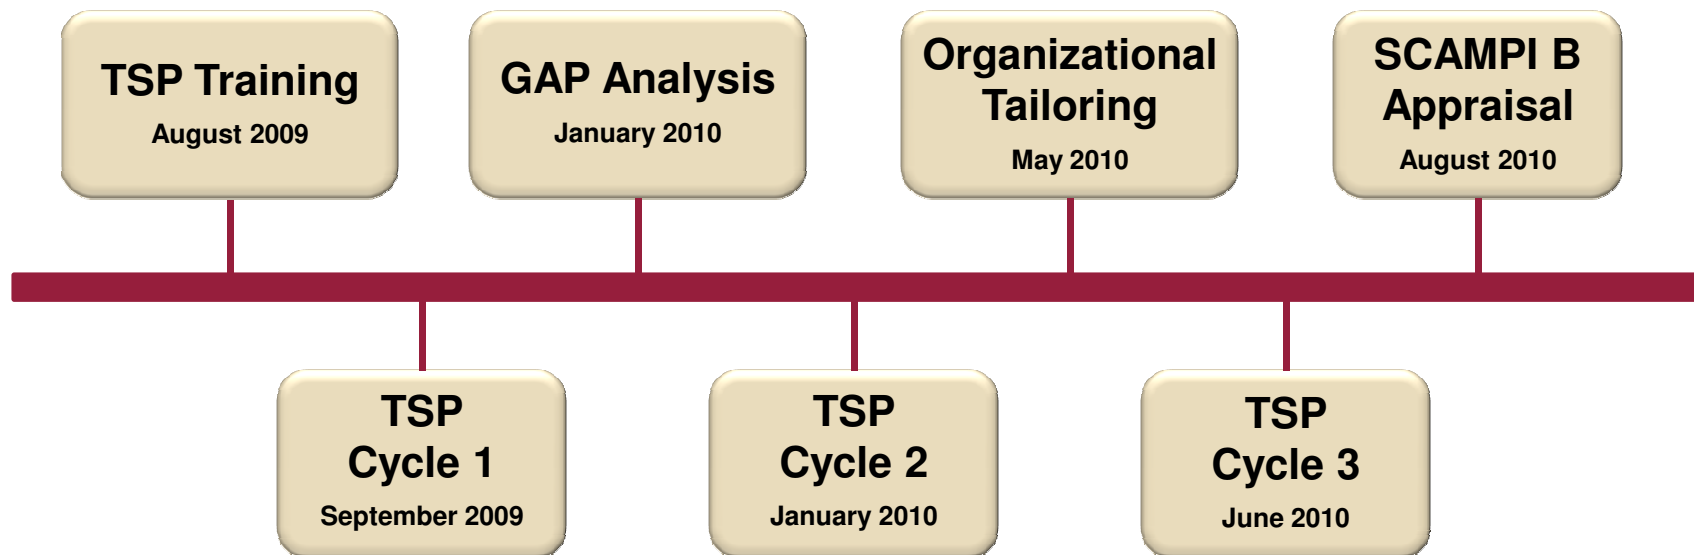 TSP Training
August 2009
GAP Analysis
January 2010
Organizational
Tailoring
May 2010
SCAMPI B
Appraisal
August 2010
TSP
Cycle 1
September 2009
TSP
Cycle 2
January 2010
TSP
Cycle 3
June 2010